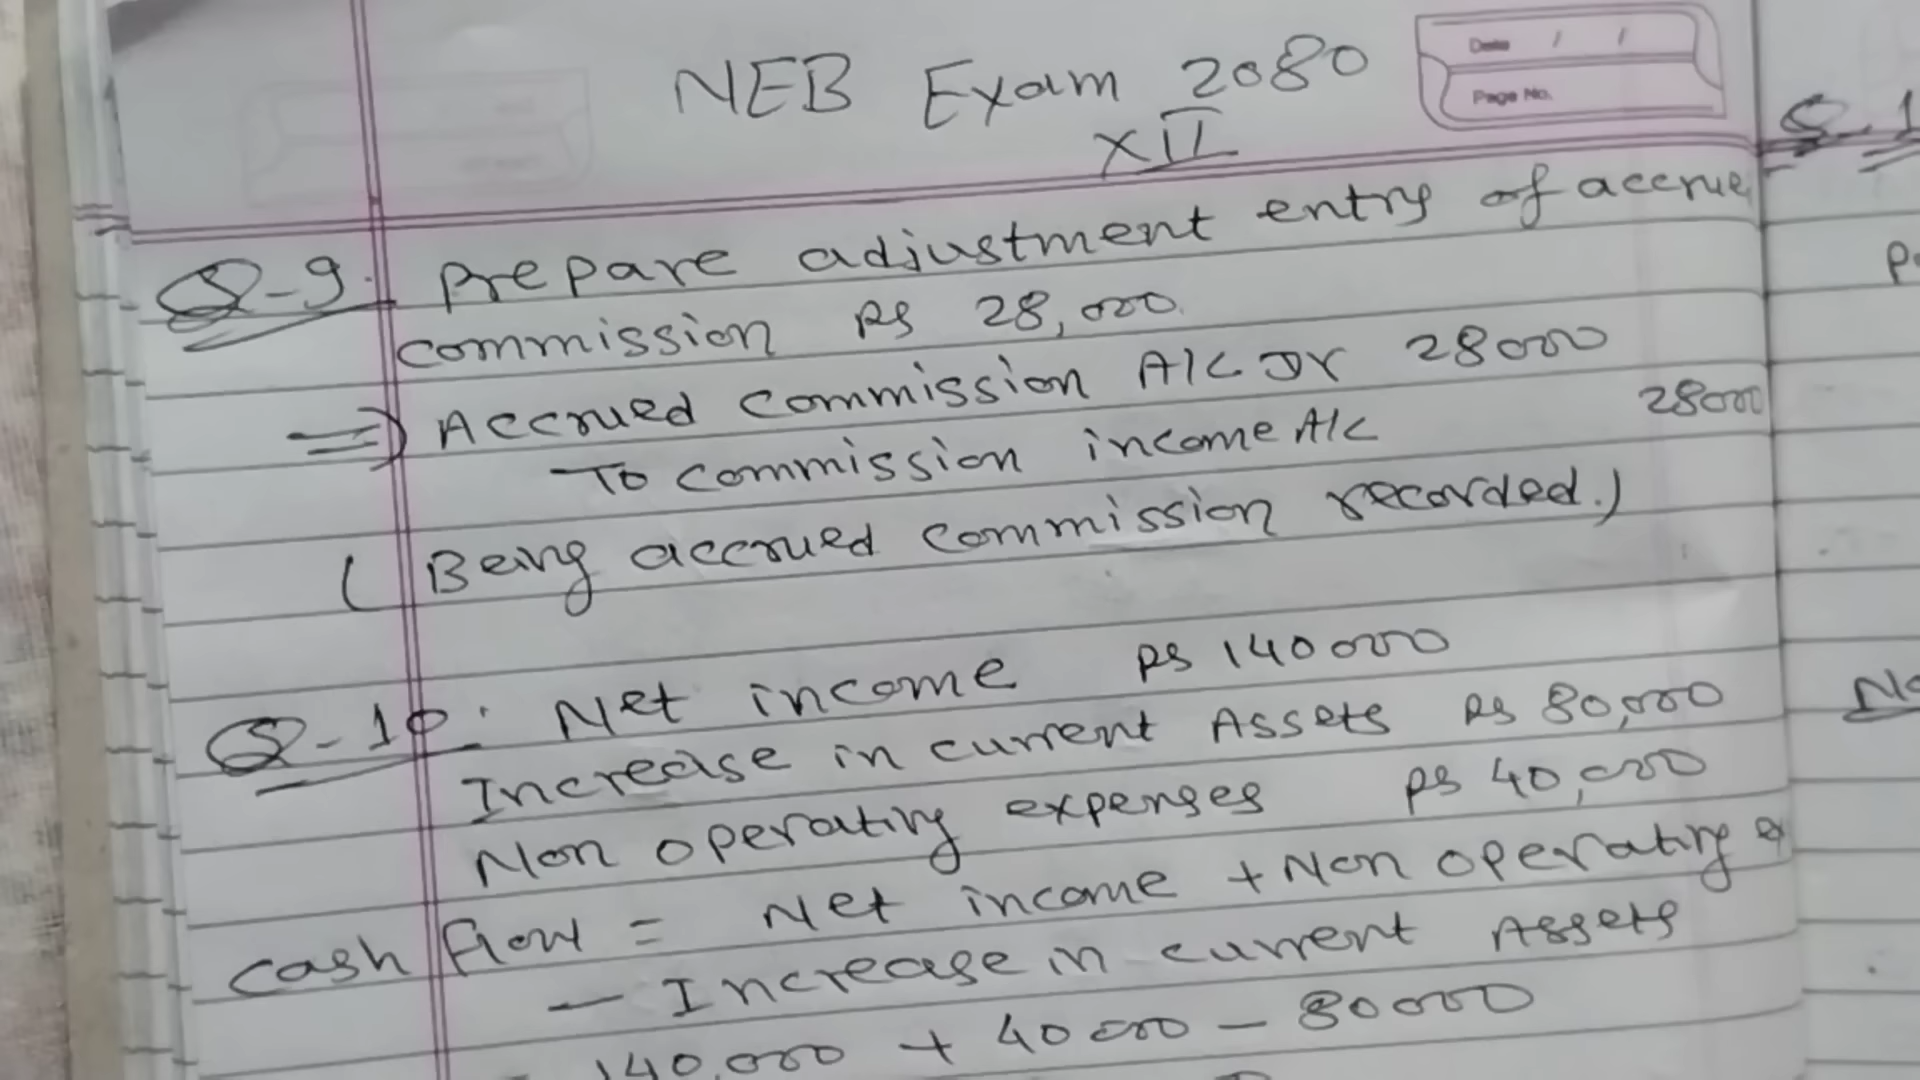 NEB Exam 2080
XII
Date / /
Page No.
Q-9. Prepare adjustment entry of accrue
commission Rs 28,000.
=> Accrued commission A/C Dr 28000
To commission income A/C 28000
( Being accrued commission recorded.)
Q-10. Net income Rs 140000
Increase in current Assets Rs 80,000
Non operating expenses Rs 40,000
cash flow = Net income + Non operating
— Increase in current Assets
140,000 + 40000 — 80000